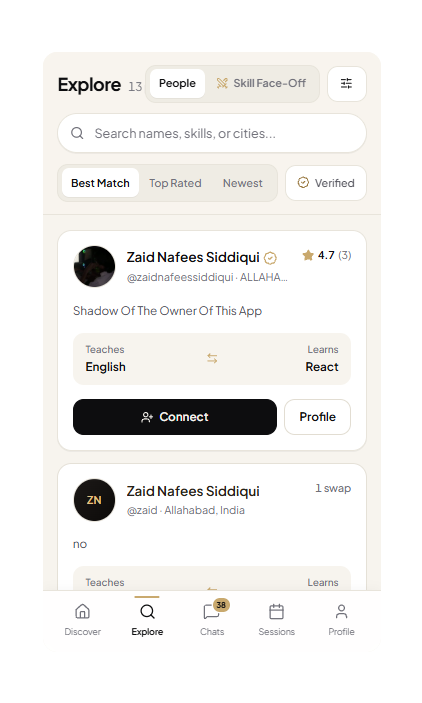 Explore 13 People Skill Face-Off
Search names, skills, or cities...
Best Match Top Rated Newest Verified
Zaid Nafees Siddiqui 4.7 (3)
@zaidnafeessiddiqui · ALLAHA...
Shadow Of The Owner Of This App
Teaches Learns
English React
Connect Profile
ZN Zaid Nafees Siddiqui 1 swap
@zaid · Allahabad, India
no
Teaches Learns
38
Discover Explore Chats Sessions Profile